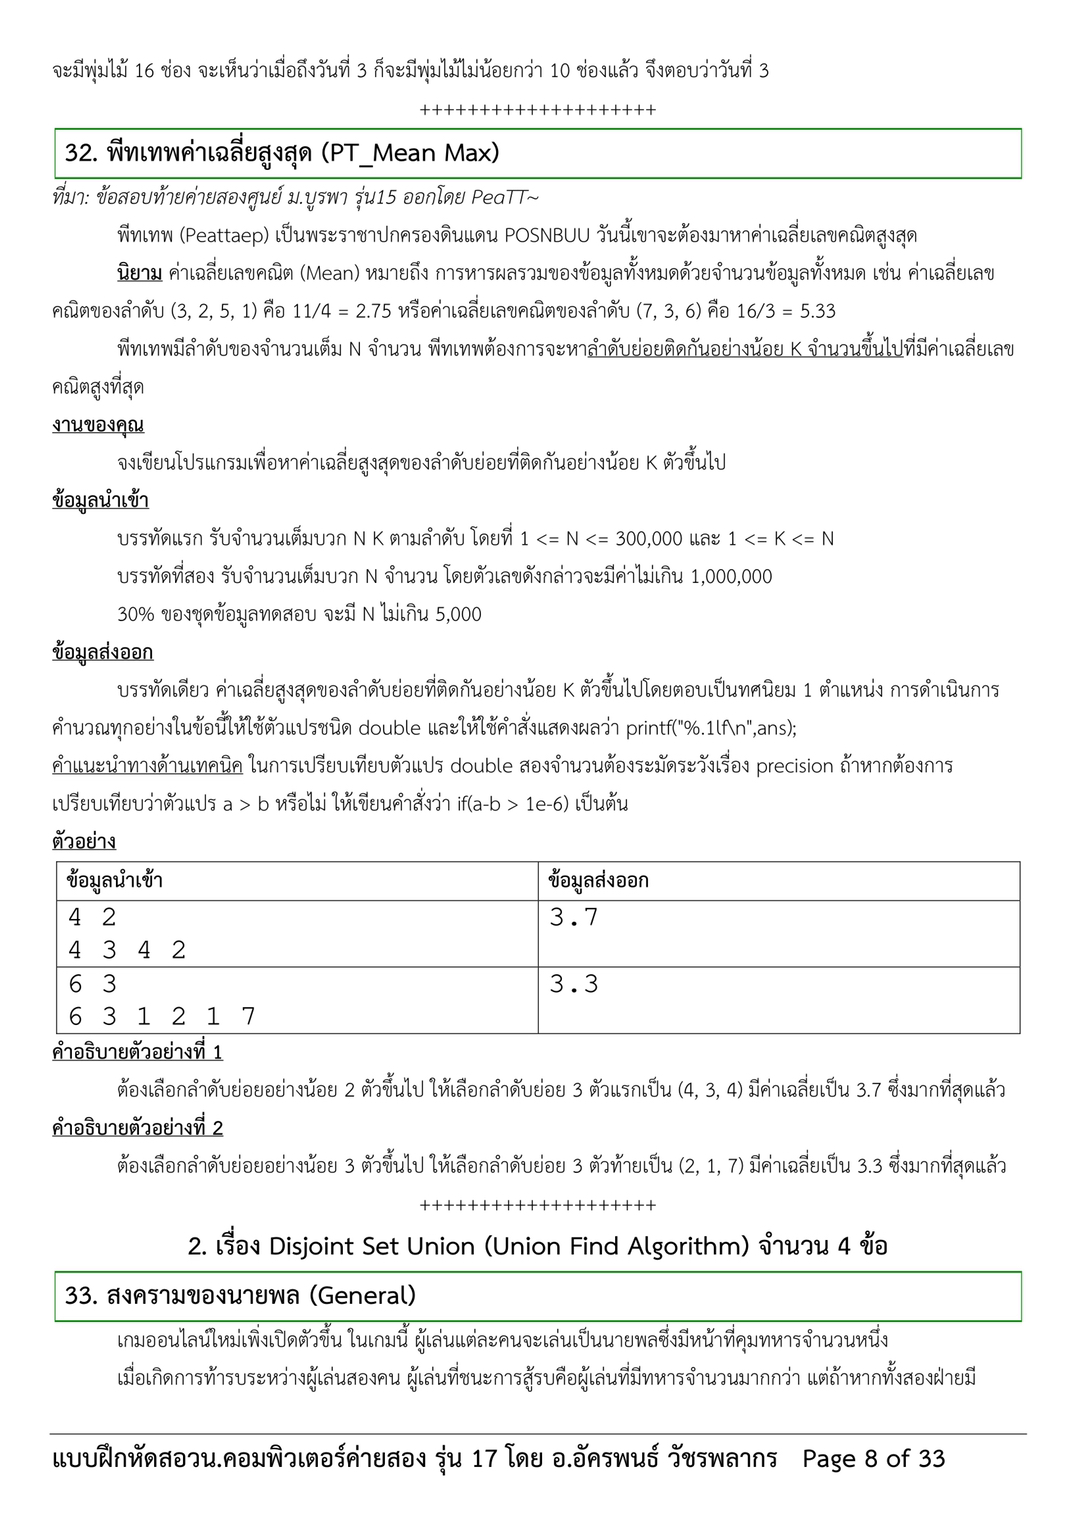 จะมีพุ่มไม้ 16 ช่อง จะเห็นว่าเมื่อถึงวันที่ 3 ก็จะมีพุ่มไม้ไม่น้อยกว่า 10 ช่องแล้ว จึงตอบว่าวันที่ 3
++++++++++++++++++++
32. พีทเทพค่าเฉลี่ยสูงสุด (PT_Mean Max)
ที่มา: ข้อสอบท้ายค่ายสองศูนย์ ม.บูรพา รุ่น15 ออกโดย PeaTT~
พีทเทพ (Peattaep) เป็นพระราชาปกครองดินแดน POSNBUU วันนี้เขาจะต้องมาหาค่าเฉลี่ยเลขคณิตสูงสุด
นิยาม ค่าเฉลี่ยเลขคณิต (Mean) หมายถึง การหารผลรวมของข้อมูลทั้งหมดด้วยจำนวนข้อมูลทั้งหมด เช่น ค่าเฉลี่ยเลข
คณิตของลำดับ (3, 2, 5, 1) คือ 11/4 = 2.75 หรือค่าเฉลี่ยเลขคณิตของลำดับ (7, 3, 6) คือ 16/3 = 5.33
พีทเทพมีลำดับของจำนวนเต็ม N จำนวน พีทเทพต้องการจะหาลำดับย่อยติดกันอย่างน้อย K จำนวนขึ้นไปที่มีค่าเฉลี่ยเลข
คณิตสูงที่สุด
งานของคุณ
จงเขียนโปรแกรมเพื่อหาค่าเฉลี่ยสูงสุดของลำดับย่อยที่ติดกันอย่างน้อย K ตัวขึ้นไป
ข้อมูลนำเข้า
บรรทัดแรก รับจำนวนเต็มบวก N K ตามลำดับ โดยที่ 1 <= N <= 300,000 และ 1 <= K <= N
บรรทัดที่สอง รับจำนวนเต็มบวก N จำนวน โดยตัวเลขดังกล่าวจะมีค่าไม่เกิน 1,000,000
30% ของชุดข้อมูลทดสอบ จะมี N ไม่เกิน 5,000
ข้อมูลส่งออก
บรรทัดเดียว ค่าเฉลี่ยสูงสุดของลำดับย่อยที่ติดกันอย่างน้อย K ตัวขึ้นไปโดยตอบเป็นทศนิยม 1 ตำแหน่ง การดำเนินการ
คำนวณทุกอย่างในข้อนี้ให้ใช้ตัวแปรชนิด double และให้ใช้คำสั่งแสดงผลว่า printf("%.1lf\n",ans);
คำแนะนำทางด้านเทคนิค ในการเปรียบเทียบตัวแปร double สองจำนวนต้องระมัดระวังเรื่อง precision ถ้าหากต้องการ
เปรียบเทียบว่าตัวแปร a > b หรือไม่ ให้เขียนคำสั่งว่า if(a-b > 1e-6) เป็นต้น
ตัวอย่าง
ข้อมูลนำเข้า ข้อมูลส่งออก
4 2 3.7
4 3 4 2
6 3 3.3
6 3 1 2 1 7
คำอธิบายตัวอย่างที่ 1
ต้องเลือกลำดับย่อยอย่างน้อย 2 ตัวขึ้นไป ให้เลือกลำดับย่อย 3 ตัวแรกเป็น (4, 3, 4) มีค่าเฉลี่ยเป็น 3.7 ซึ่งมากที่สุดแล้ว
คำอธิบายตัวอย่างที่ 2
ต้องเลือกลำดับย่อยอย่างน้อย 3 ตัวขึ้นไป ให้เลือกลำดับย่อย 3 ตัวท้ายเป็น (2, 1, 7) มีค่าเฉลี่ยเป็น 3.3 ซึ่งมากที่สุดแล้ว
++++++++++++++++++++
2. เรื่อง Disjoint Set Union (Union Find Algorithm) จำนวน 4 ข้อ
33. สงครามของนายพล (General)
เกมออนไลน์ใหม่เพิ่งเปิดตัวขึ้น ในเกมนี้ ผู้เล่นแต่ละคนจะเล่นเป็นนายพลซึ่งมีหน้าที่คุมทหารจำนวนหนึ่ง
เมื่อเกิดการท้ารบระหว่างผู้เล่นสองคน ผู้เล่นที่ชนะการสู้รบคือผู้เล่นที่มีทหารจำนวนมากกว่า แต่ถ้าหากทั้งสองฝ่ายมี
แบบฝึกหัดสอวน.คอมพิวเตอร์ค่ายสอง รุ่น 17 โดย อ.อัครพนธ์ วัชรพลากร Page 8 of 33